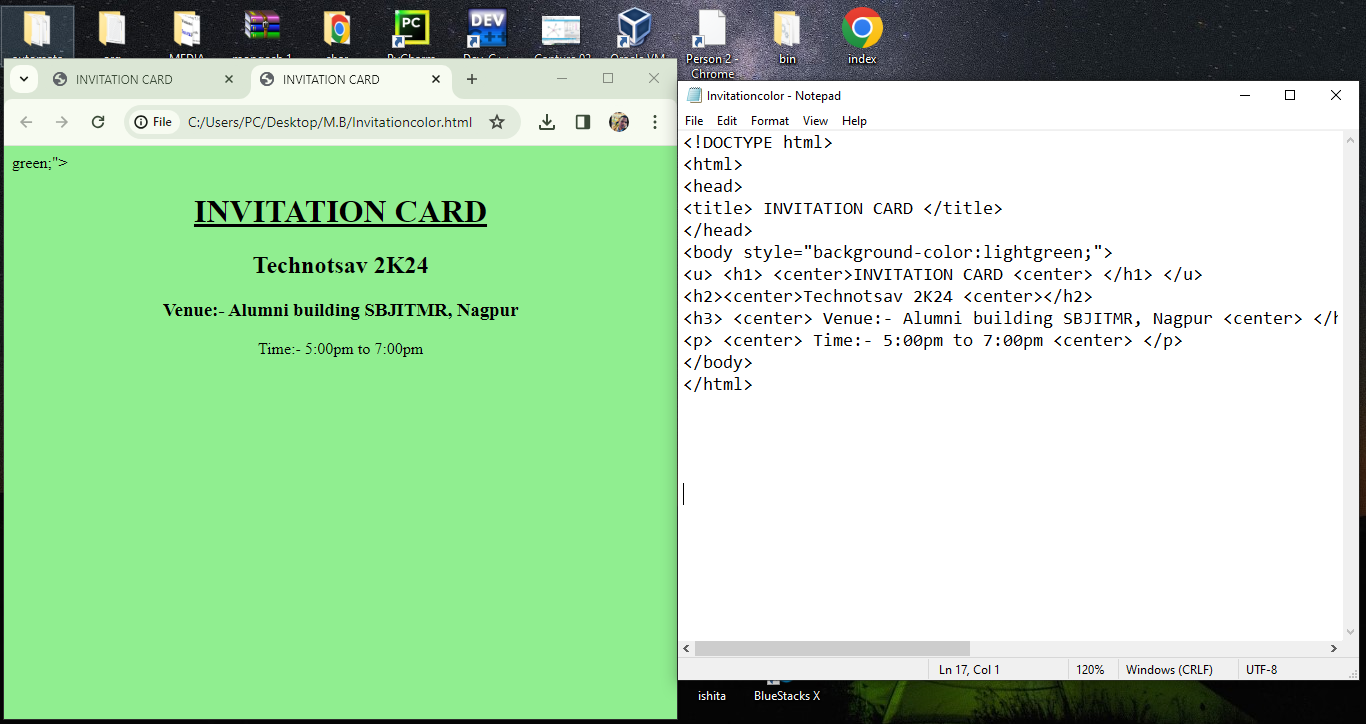 MEDIA
PyCharm
Person 2 -
Chrome
bin
index
INVITATION CARD
INVITATION CARD
File
C:/Users/PC/Desktop/M.B/Invitationcolor.html
green;">
INVITATION CARD
Technotsav 2K24
Venue:- Alumni building SBJITMR, Nagpur
Time:- 5:00pm to 7:00pm
PC
DEV
Invitationcolor - Notepad
File Edit Format View Help
<!DOCTYPE html>
<html>
<head>
<title> INVITATION CARD </title>
</head>
<body style="background-color:lightgreen;">
<u> <h1> <center>INVITATION CARD <center> </h1> </u>
<h2><center>Technotsav 2K24 <center></h2>
<h3> <center> Venue:- Alumni building SBJITMR, Nagpur <center> </h
<p> <center> Time:- 5:00pm to 7:00pm <center> </p>
</body>
</html>
Ln 17, Col 1
120%
Windows (CRLF)
UTF-8
ishita
BlueStacks X